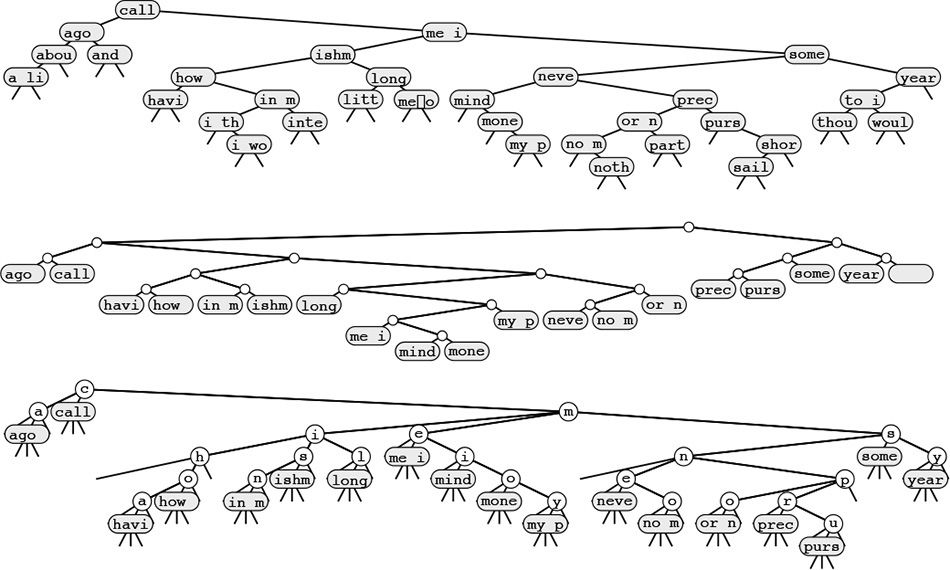 call
ago me i
abou and ishm some
a li how long neve year
havi in m litt me o mind prec to i
i th inte mone or n purs thou woul
i wo my p no m part shor
noth sail
ago call havi how in m ishm long prec purs some year
me i my p neve no m or n
mind mone
c
a call m
ago i e s
h s l me i i n some y
o n ishm long mind o e p year
a how in m mone y neve o o r
havi my p no m or n prec u
purs